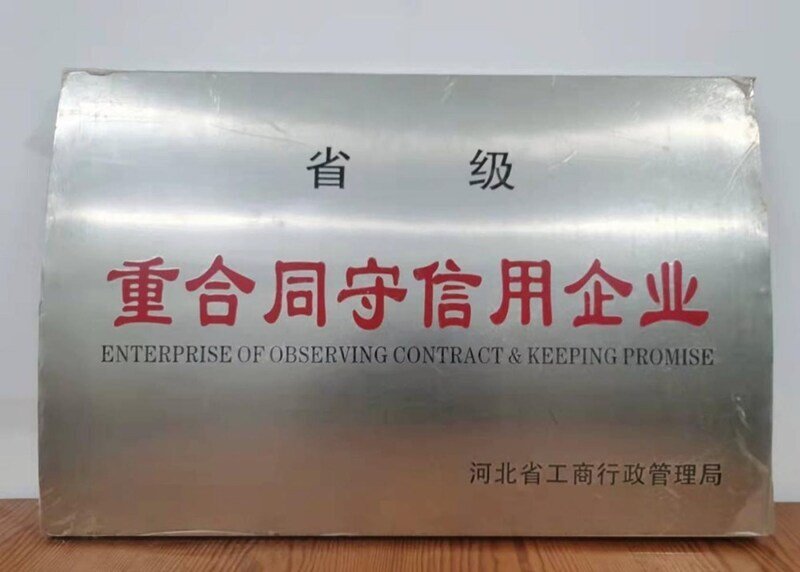 省级
重合同守信用企业
ENTERPRISE OF OBSERVING CONTRACT & KEEPING PROMISE
河北省工商行政管理局